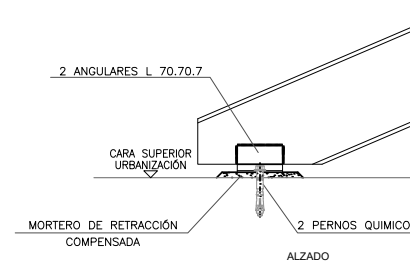 2 ANGULARES L 70.70.7
CARA SUPERIOR
URBANIZACIÓN
MORTERO DE RETRACCIÓN
COMPENSADA
2 PERNOS QUIMICO
ALZADO